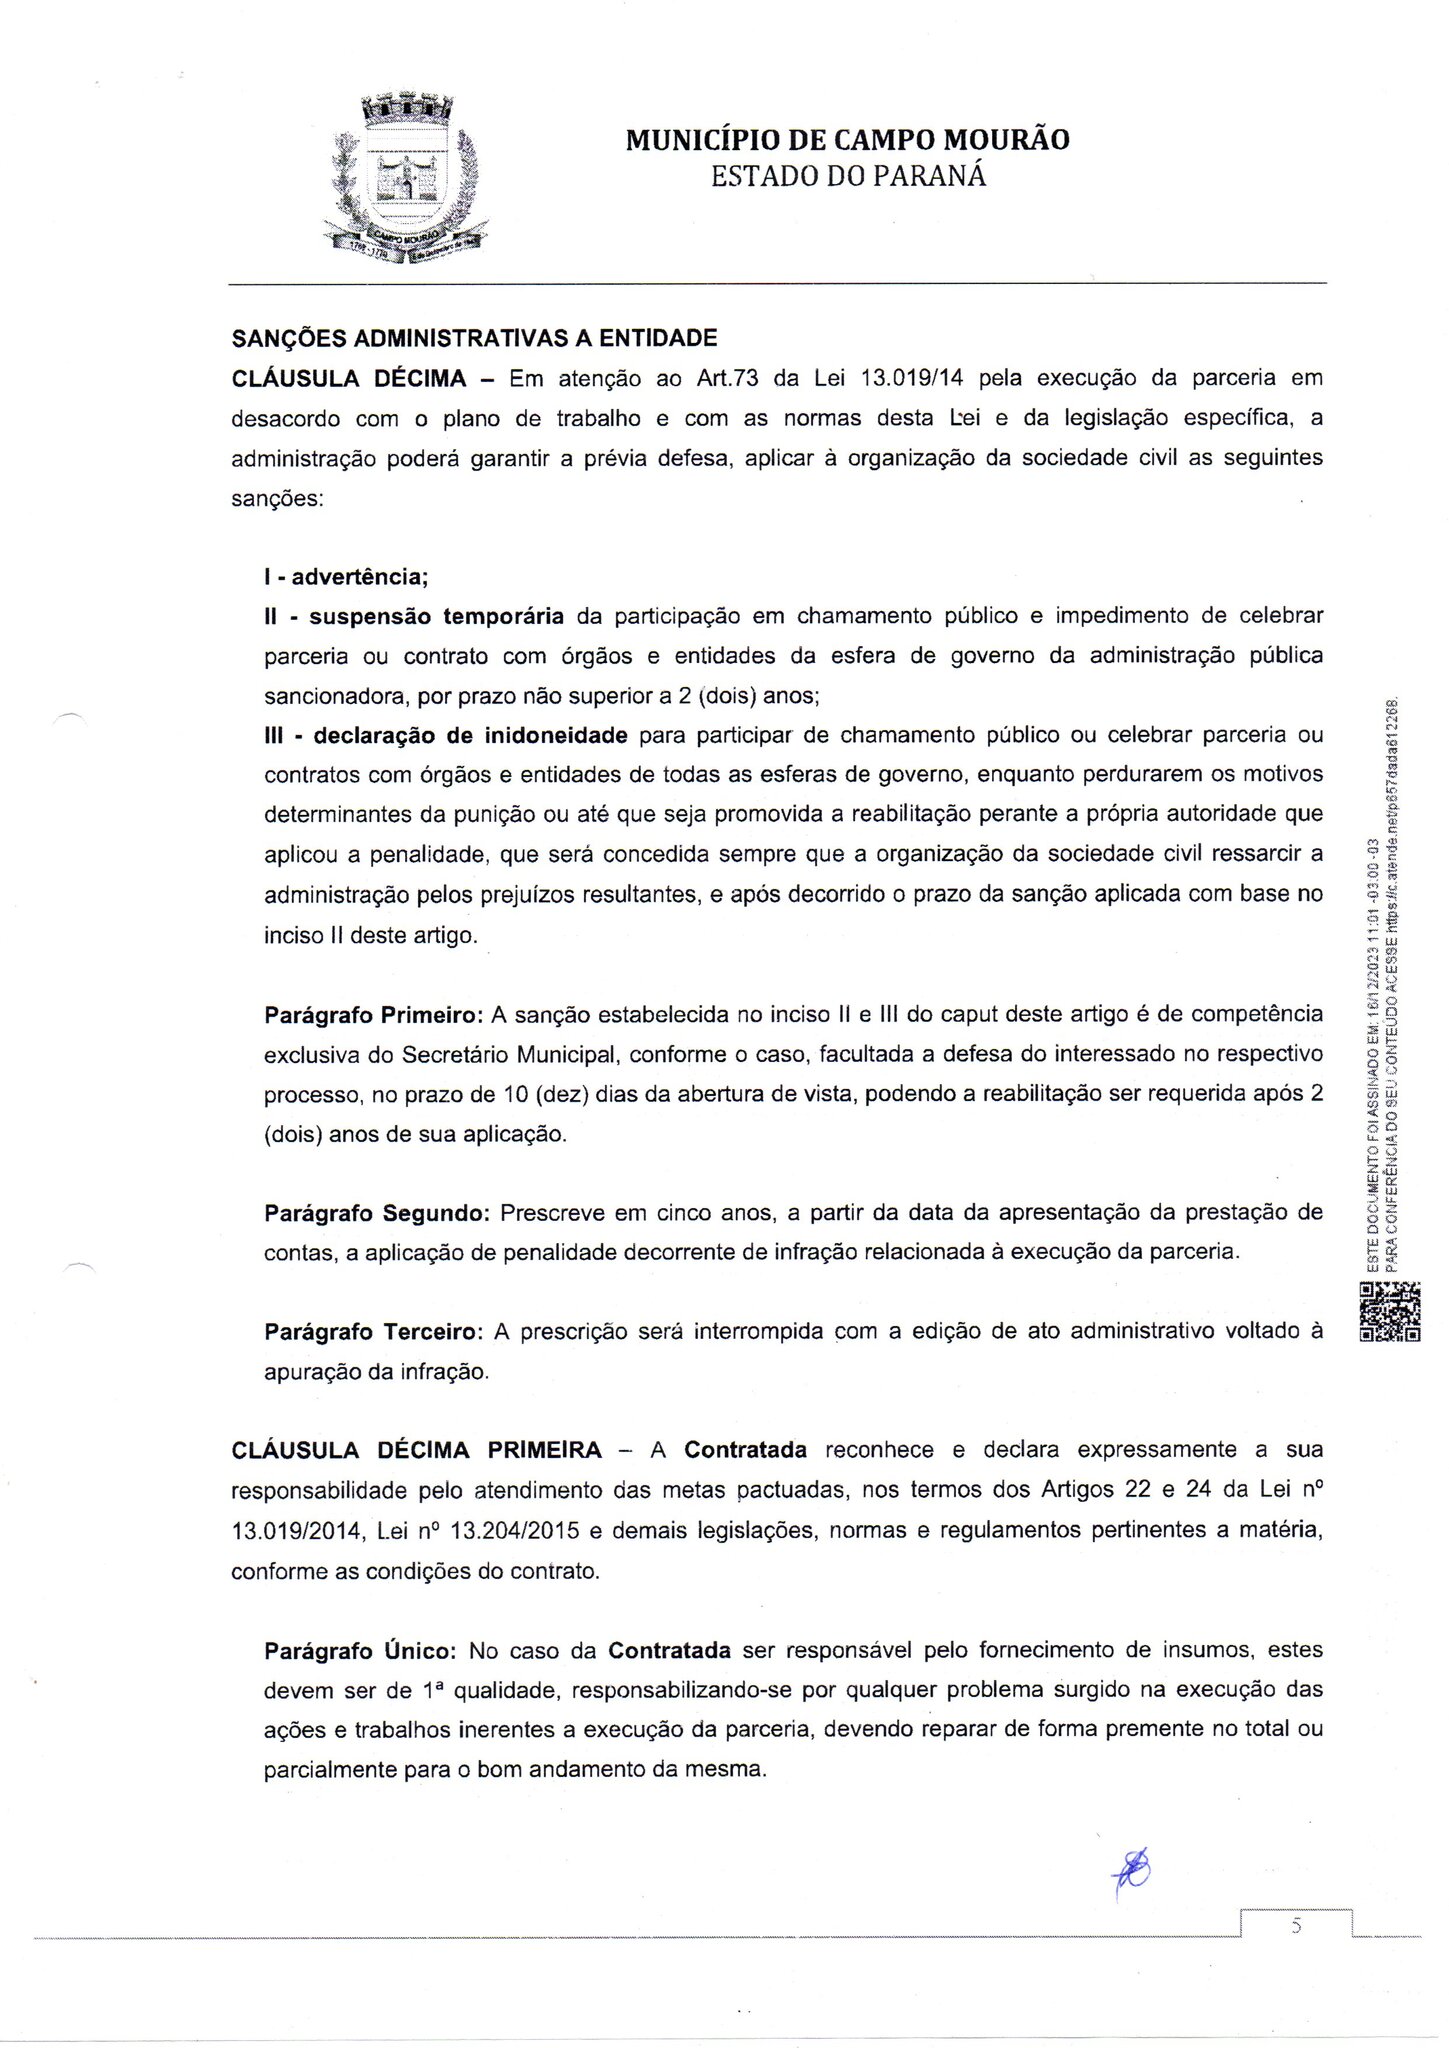 MUNICÍPIO DE CAMPO MOURÃO
ESTADO DO PARANÁ
CAMPO MOURÃO
SANÇÕES ADMINISTRATIVAS A ENTIDADE
CLÁUSULA DÉCIMA – Em atenção ao Art.73 da Lei 13.019/14 pela execução da parceria em
desacordo com o plano de trabalho e com as normas desta Lei e da legislação específica, a
administração poderá garantir a prévia defesa, aplicar à organização da sociedade civil as seguintes
sanções:
I - advertência;
II - suspensão temporária da participação em chamamento público e impedimento de celebrar
parceria ou contrato com órgãos e entidades da esfera de governo da administração pública
sancionadora, por prazo não superior a 2 (dois) anos;
III - declaração de inidoneidade para participar de chamamento público ou celebrar parceria ou
contratos com órgãos e entidades de todas as esferas de governo, enquanto perdurarem os motivos
determinantes da punição ou até que seja promovida a reabilitação perante a própria autoridade que
aplicou a penalidade, que será concedida sempre que a organização da sociedade civil ressarcir a
administração pelos prejuízos resultantes, e após decorrido o prazo da sanção aplicada com base no
inciso II deste artigo.
Parágrafo Primeiro: A sanção estabelecida no inciso II e III do caput deste artigo é de competência
exclusiva do Secretário Municipal, conforme o caso, facultada a defesa do interessado no respectivo
processo, no prazo de 10 (dez) dias da abertura de vista, podendo a reabilitação ser requerida após 2
(dois) anos de sua aplicação.
Parágrafo Segundo: Prescreve em cinco anos, a partir da data da apresentação da prestação de
contas, a aplicação de penalidade decorrente de infração relacionada à execução da parceria.
Parágrafo Terceiro: A prescrição será interrompida com a edição de ato administrativo voltado à
apuração da infração.
CLÁUSULA DÉCIMA PRIMEIRA – A Contratada reconhece e declara expressamente a sua
responsabilidade pelo atendimento das metas pactuadas, nos termos dos Artigos 22 e 24 da Lei nº
13.019/2014, Lei nº 13.204/2015 e demais legislações, normas e regulamentos pertinentes a matéria,
conforme as condições do contrato.
Parágrafo Único: No caso da Contratada ser responsável pelo fornecimento de insumos, estes
devem ser de 1ª qualidade, responsabilizando-se por qualquer problema surgido na execução das
ações e trabalhos inerentes a execução da parceria, devendo reparar de forma premente no total ou
parcialmente para o bom andamento da mesma.
5
ESTE DOCUMENTO FOI ASSINADO EM: 16/12/2023 11:01 -03:00 -03
PARA CONFERÊNCIA DO SEU CONTEÚDO ACESSE https://c.atende.net/p657dada612268.